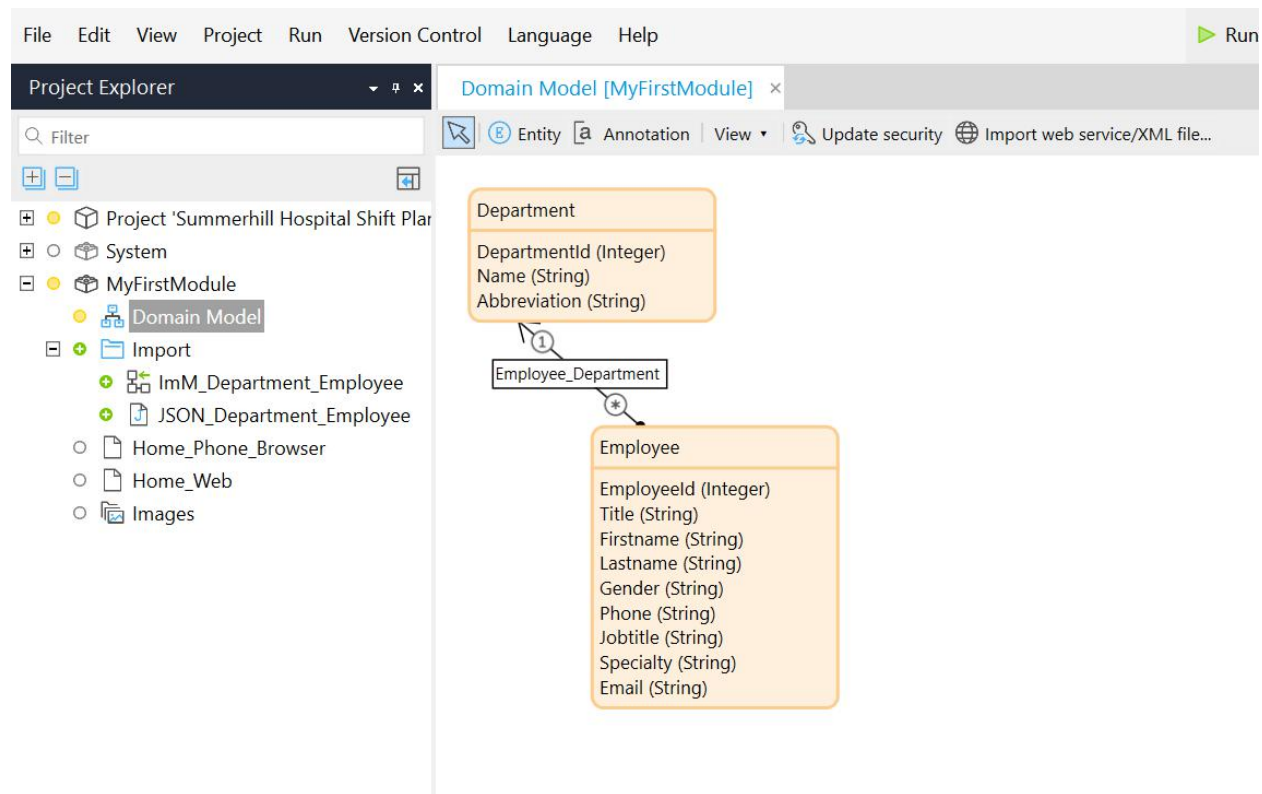 File Edit View Project Run Version Control Language Help Run
Project Explorer
Domain Model [MyFirstModule]
Filter
Entity Annotation View Update security Import web service/XML file...
Project 'Summerhill Hospital Shift Plan
System
MyFirstModule
Domain Model
Import
ImM_Department_Employee
JSON_Department_Employee
Home_Phone_Browser
Home_Web
Images
Department
DepartmentId (Integer)
Name (String)
Abbreviation (String)
1
Employee_Department
*
Employee
EmployeeId (Integer)
Title (String)
Firstname (String)
Lastname (String)
Gender (String)
Phone (String)
Jobtitle (String)
Specialty (String)
Email (String)